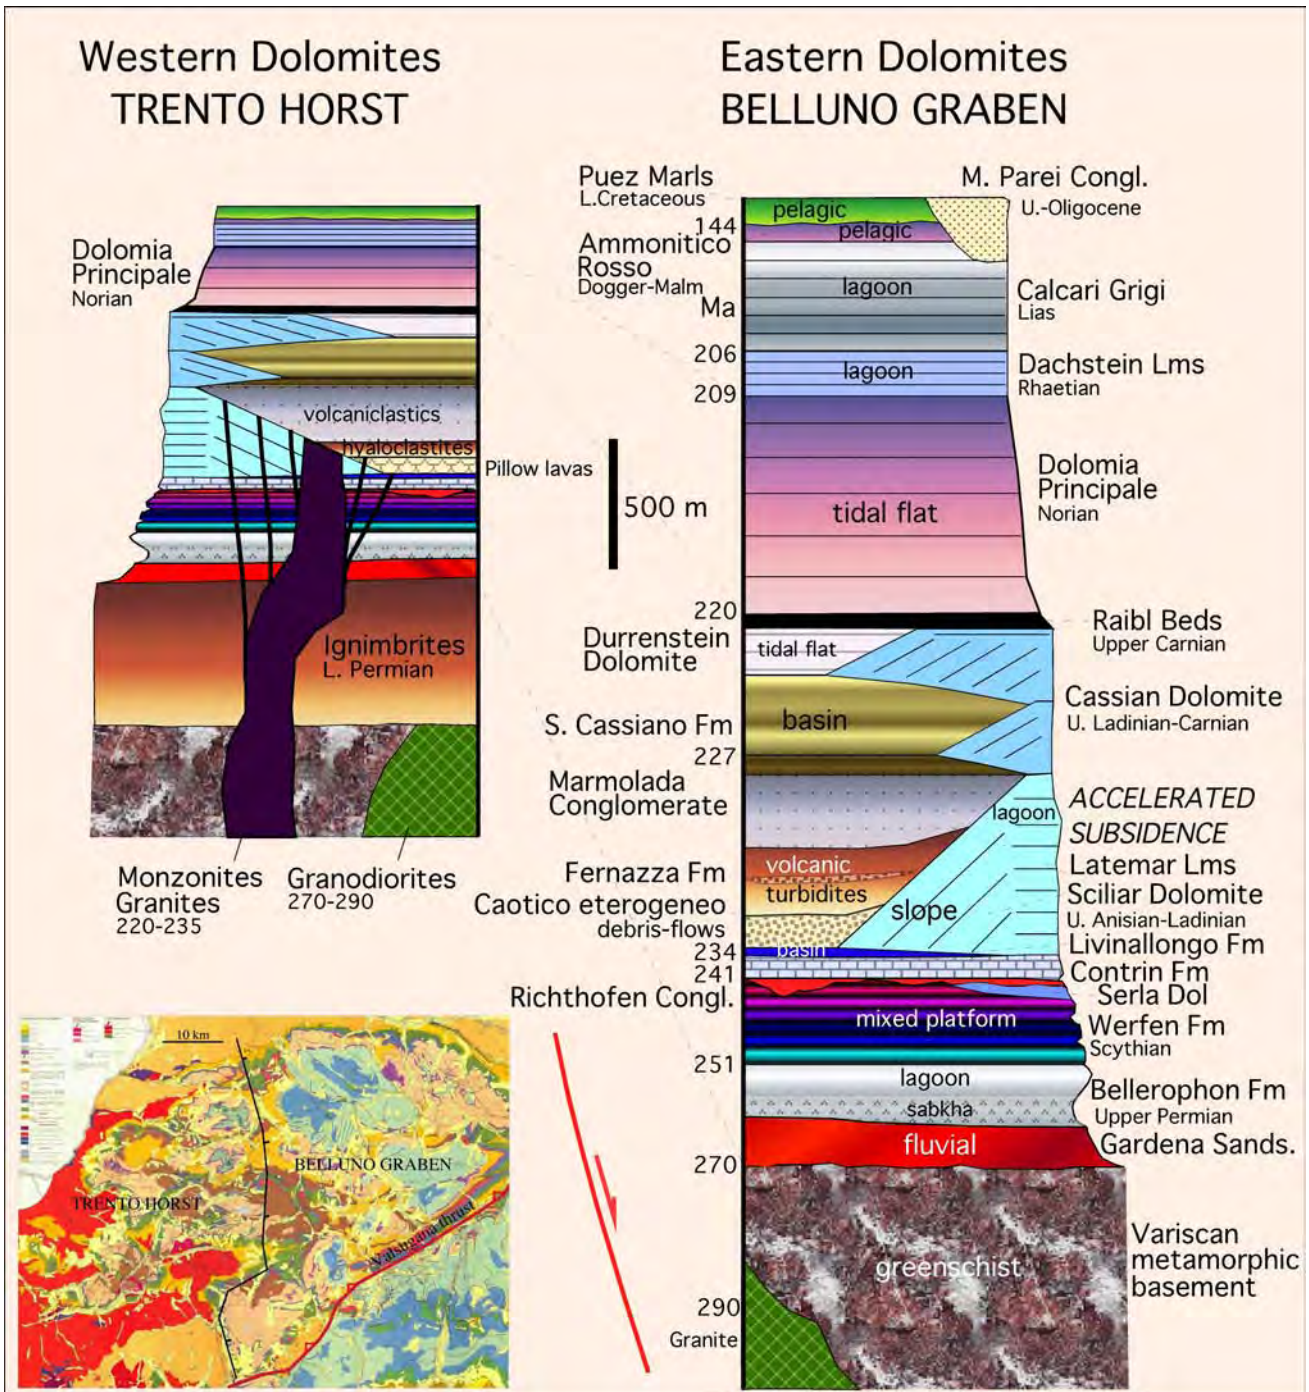 Western Dolomites
TRENTO HORST
Eastern Dolomites
BELLUNO GRABEN
Dolomia
Principale
Norian
volcaniclastics
hyaloclastites
Pillow lavas
500 m
Ignimbrites
L. Permian
Monzonites
Granites
220-235
Granodiorites
270-290
Puez Marls
L.Cretaceous
144
Ammonitico
Rosso
Dogger-Malm
Ma
206
209
220
Durrenstein
Dolomite
S. Cassiano Fm
227
Marmolada
Conglomerate
Fernazza Fm
Caotico eterogeneo
debris-flows
234
241
Richthofen Congl.
251
270
290
Granite
pelagic
pelagic
lagoon
lagoon
tidal flat
tidal flat
basin
lagoon
volcanic
turbidites
slope
basin
mixed platform
lagoon
sabkha
fluvial
greenschist
M. Parei Congl.
U.-Oligocene
Calcari Grigi
Lias
Dachstein Lms
Rhaetian
Dolomia
Principale
Norian
Raibl Beds
Upper Carnian
Cassian Dolomite
U. Ladinian-Carnian
ACCELERATED
SUBSIDENCE
Latemar Lms
Sciliar Dolomite
U. Anisian-Ladinian
Livinallongo Fm
Contrin Fm
Serla Dol
Werfen Fm
Scythian
Bellerophon Fm
Upper Permian
Gardena Sands.
Variscan
metamorphic
basement
10 km
BELLUNO GRABEN
TRENTO HORST
Valsugana thrust